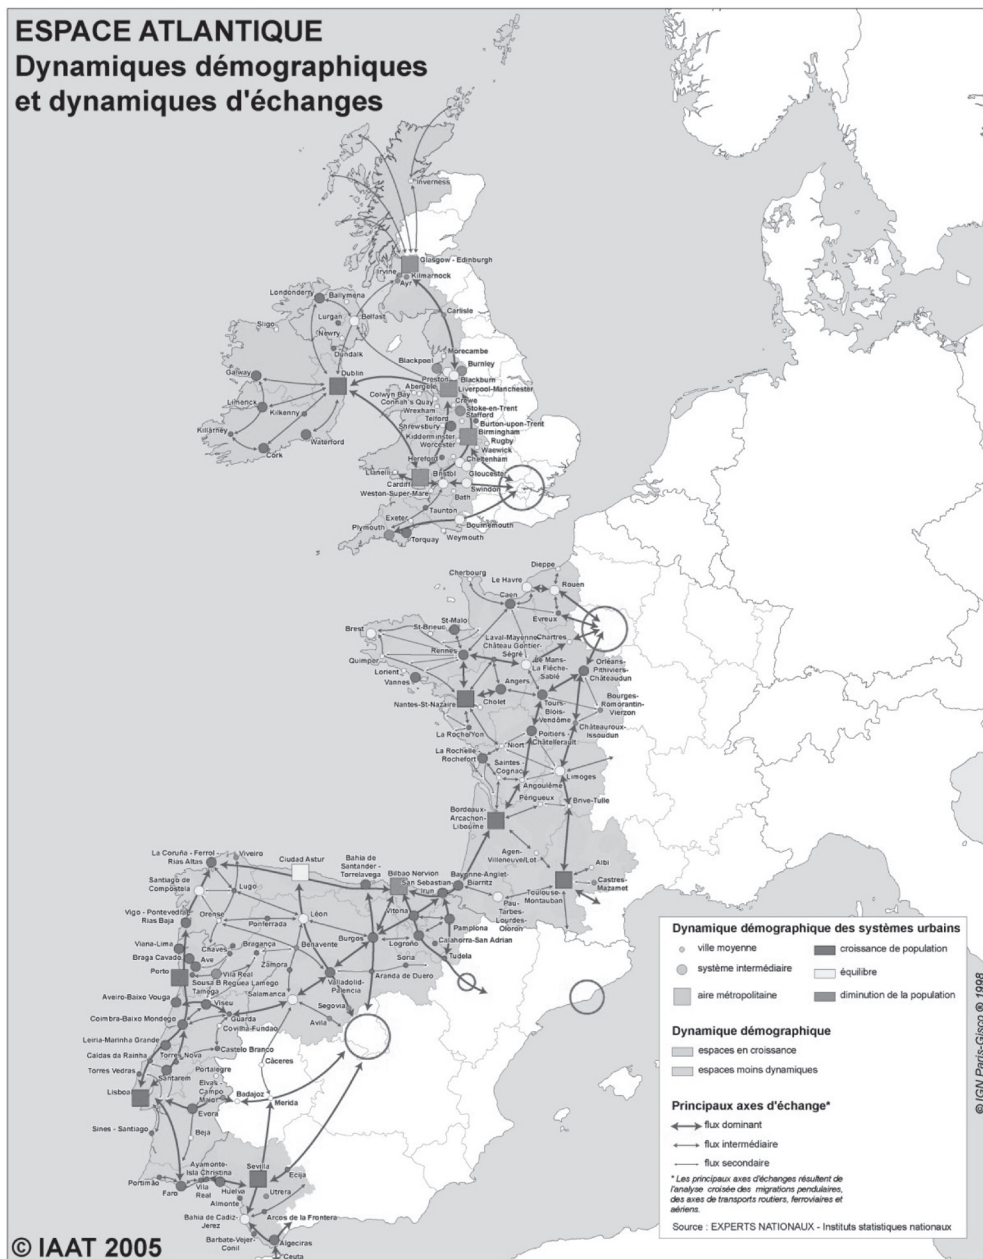 ESPACE ATLANTIQUE
Dynamiques démographiques
et dynamiques d'échanges
Inverness
Glasgow - Edinburgh
Irvine
Kilmarnock
Ayr
Londonderry
Ballymena
Carlisle
Lurgan
Belfast
Sligo
Newry
Dundalk
Morecambe
Blackpool
Burnley
Galway
Dublin
Preston
Blackburn
Abergele
Liverpool-Manchester
Colwyn Bay
Connah's Quay
Crewe
Limerick
Wrexham
Stoke-en-Trent
Kilkenny
Stafford
Telford
Burton-upon-Trent
Shrewsbury
Birmingham
Killarney
Kidderminster
Rugby
Waterford
Worcester
Waewick
Cork
Hereford
Cheltenham
Llanelli
Bristol
Gloucester
Cardiff
Swindon
Weston-Super-Mare
Bath
Taunton
Exeter
Bournemouth
Plymouth
Torquay
Weymouth
Dieppe
Cherbourg
Le Havre
Rouen
Caen
Evreux
St-Malo
Brest
St-Brieuc
Laval-Mayenne
Chartres
Château Gontier-
Ségré
Rennes
Quimper
Le Mans-
La Flèche-
Sablé
Orléans-
Pithiviers-
Châteaudun
Lorient
Vannes
Angers
Nantes-St-Nazaire
Cholet
Tours-
Blois-
Vendôme
Bourges-
Romorantin-
Vierzon
La Roche/Yon
Poitiers
Châtellerault
Châteauroux-
Issoudun
Niort
La Rochelle-
Rochefort
Saintes-
Cognac
Limoges
Angoulême
Périgueux
Brive-Tulle
Bordeaux-
Arcachon-
Libourne
Agen-
Villeneuve/Lot
Albi
Castres-
Mazamet
Toulouse-
Montauban
Bayonne-Anglet-
Biarritz
Pau-
Tarbes-
Lourdes-
Oloron
La Coruña - Ferrol -
Rias Altas
Viveiro
Ciudad Astur
Bahia de
Santander -
Torrelavega
Bilbao Nervion
San Sebastian-
Irun
Santiago de
Compostela
Lugo
Vitoria
Vigo - Pontevedra-
Rias Baja
Orense
Léon
Pamplona
Ponferrada
Burgos
Logroño
Calahorra-San Adrian
Viana-Lima
Chaves
Bragança
Benavente
Tudela
Braga Cavado
Ave
Soria
Zamora
Porto
Vila Real
Aranda de Duero
Sousa B
Tamega
Regua Lamego
Valladolid-
Palencia
Salamanca
Aveiro-Baixo Vouga
Viseu
Segovia
Coimbra-Baixo Mondego
Guarda
Avila
Covilha-Fundao
Leiria-Marinha Grande
Castelo Branco
Caldas da Rainha
Torres Nova
Càceres
Torres Vedras
Portalegre
Santarem
Elvas -
Campo
Maior
Lisboa
Badajoz
Merida
Evora
Sines - Santiago
Beja
Ayamonte-
Isla Christina
Sevilla
Ecija
Portimão
Faro
Vila
Real
Huelva
Utrera
Almonte
Bahia de Cadiz-
Jerez
Arcos de la Frontera
Barbate-Vejer-
Conil
Algeciras
Ceuta
Dynamique démographique des systèmes urbains
ville moyenne
croissance de population
système intermédiaire
équilibre
aire métropolitaine
diminution de la population
Dynamique démographique
espaces en croissance
espaces moins dynamiques
Principaux axes d'échange*
flux dominant
flux intermédiaire
flux secondaire
* Les principaux axes d'échanges résultent de
l'analyse croisée des migrations pendulaires,
des axes de transports routiers, ferroviaires et
aériens.
Source : EXPERTS NATIONAUX - Instituts statistiques nationaux
© IGN Paris-Gisco ® 1998
© IAAT 2005